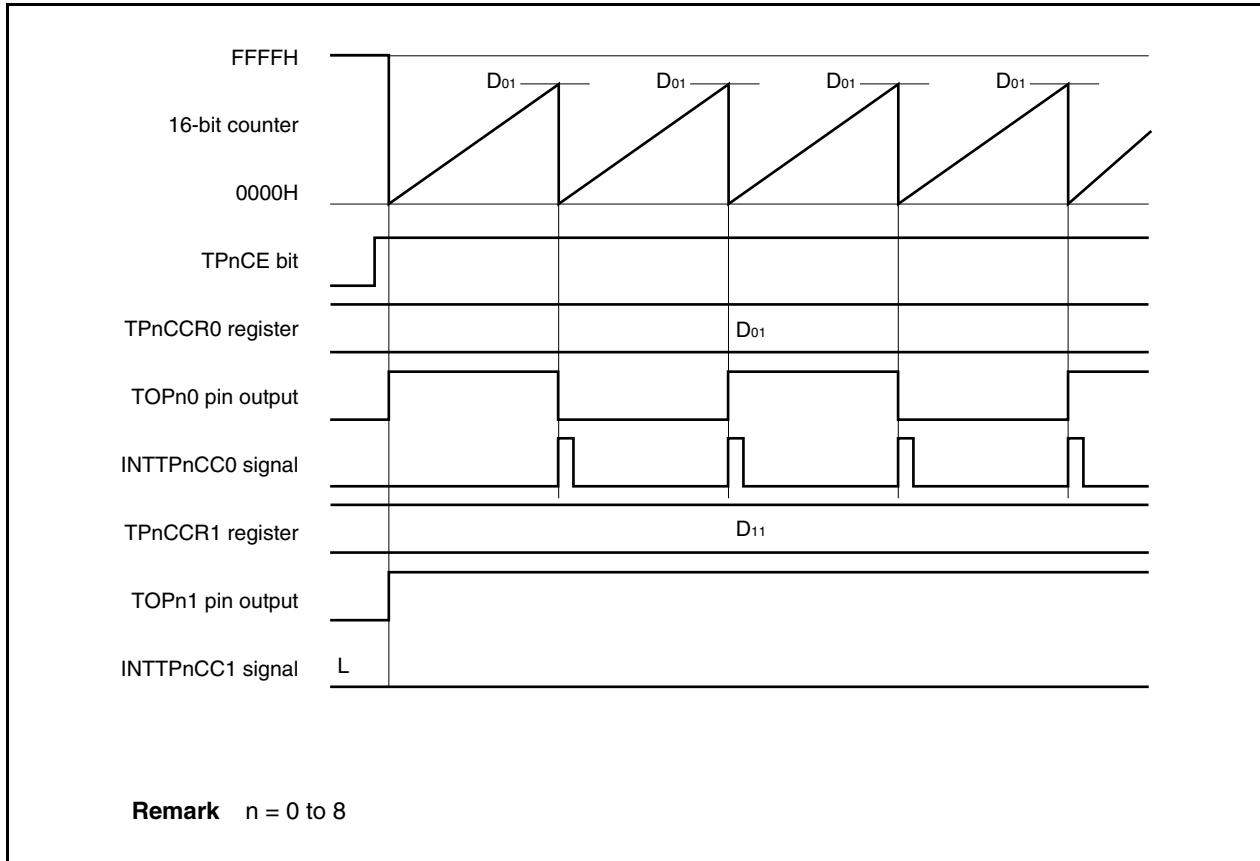 FFFFH
D01 D01 D01 D01
16-bit counter
0000H
TPnCE bit
TPnCCR0 register D01
TOPn0 pin output
INTTPnCC0 signal
TPnCCR1 register D11
TOPn1 pin output
INTTPnCC1 signal L
Remark n = 0 to 8